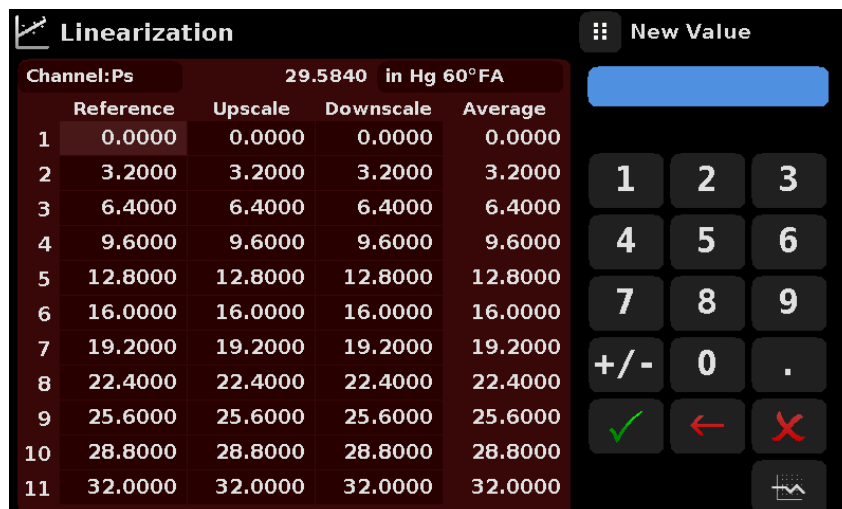 Linearization
Channel:Ps 29.5840 in Hg 60°FA
Reference Upscale Downscale Average
1 0.0000 0.0000 0.0000 0.0000
2 3.2000 3.2000 3.2000 3.2000
3 6.4000 6.4000 6.4000 6.4000
4 9.6000 9.6000 9.6000 9.6000
5 12.8000 12.8000 12.8000 12.8000
6 16.0000 16.0000 16.0000 16.0000
7 19.2000 19.2000 19.2000 19.2000
8 22.4000 22.4000 22.4000 22.4000
9 25.6000 25.6000 25.6000 25.6000
10 28.8000 28.8000 28.8000 28.8000
11 32.0000 32.0000 32.0000 32.0000
New Value
1 2 3
4 5 6
7 8 9
+/- 0 .